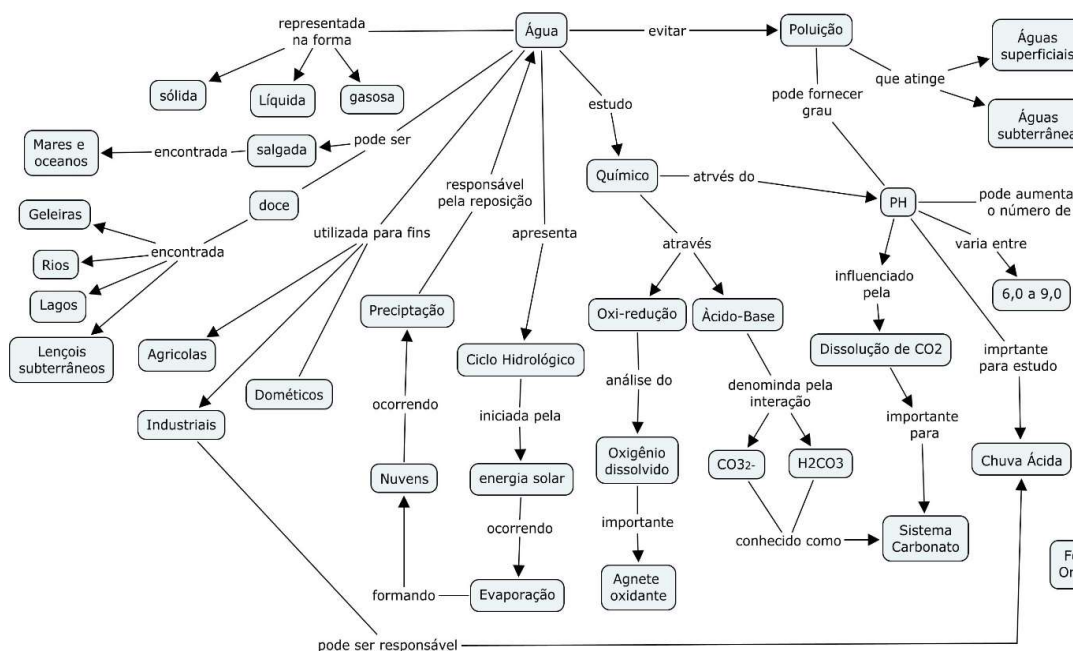 representada
na forma
Água
evitar
Poluição
Águas
superficiais
sólida
Líquida
gasosa
que atinge
pode fornecer
grau
estudo
Águas
Mares e
oceanos
encontrada
salgada
pode ser
Químico
atrvés do
PH
responsável
pela reposição
doce
Geleiras
encontrada
utilizada para fins
apresenta
através
varia entre
o número de
Rios
Lagos
influenciado
pela
6,0 a 9,0
Preciptação
Oxi-redução
Àcido-Base
Lençois
subterrâneos
Agricolas
Ciclo Hidrológico
Dissolução de CO2
imprtante
para estudo
Dométicos
ocorrendo
análise do
denominda pela
interação
Industriais
iniciada pela
importante
para
Oxigênio
dissolvido
CO32-
H2CO3
Chuva Ácida
Nuvens
energia solar
ocorrendo
importante
conhecido como
Sistema
Carbonato
formando
Evaporação
Agnete
oxidante
pode ser responsável